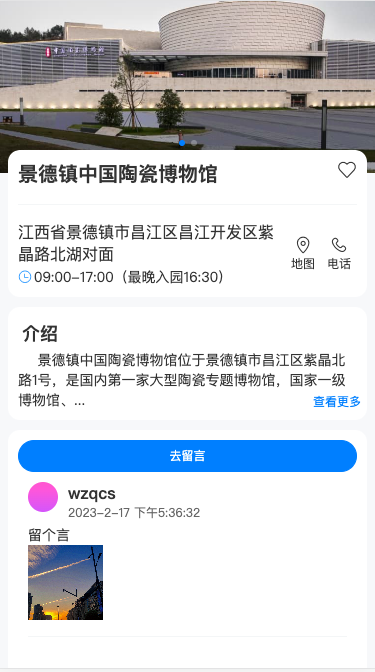 景德镇中国陶瓷博物馆
江西省景德镇市昌江区昌江开发区紫
晶路北湖对面
地图
电话
09:00-17:00（最晚入园16:30）
介绍
景德镇中国陶瓷博物馆位于景德镇市昌江区紫晶北
路1号，是国内第一家大型陶瓷专题博物馆，国家一级
博物馆、...
查看更多
去留言
wzqcs
2023-2-17 下午5:36:32
留个言